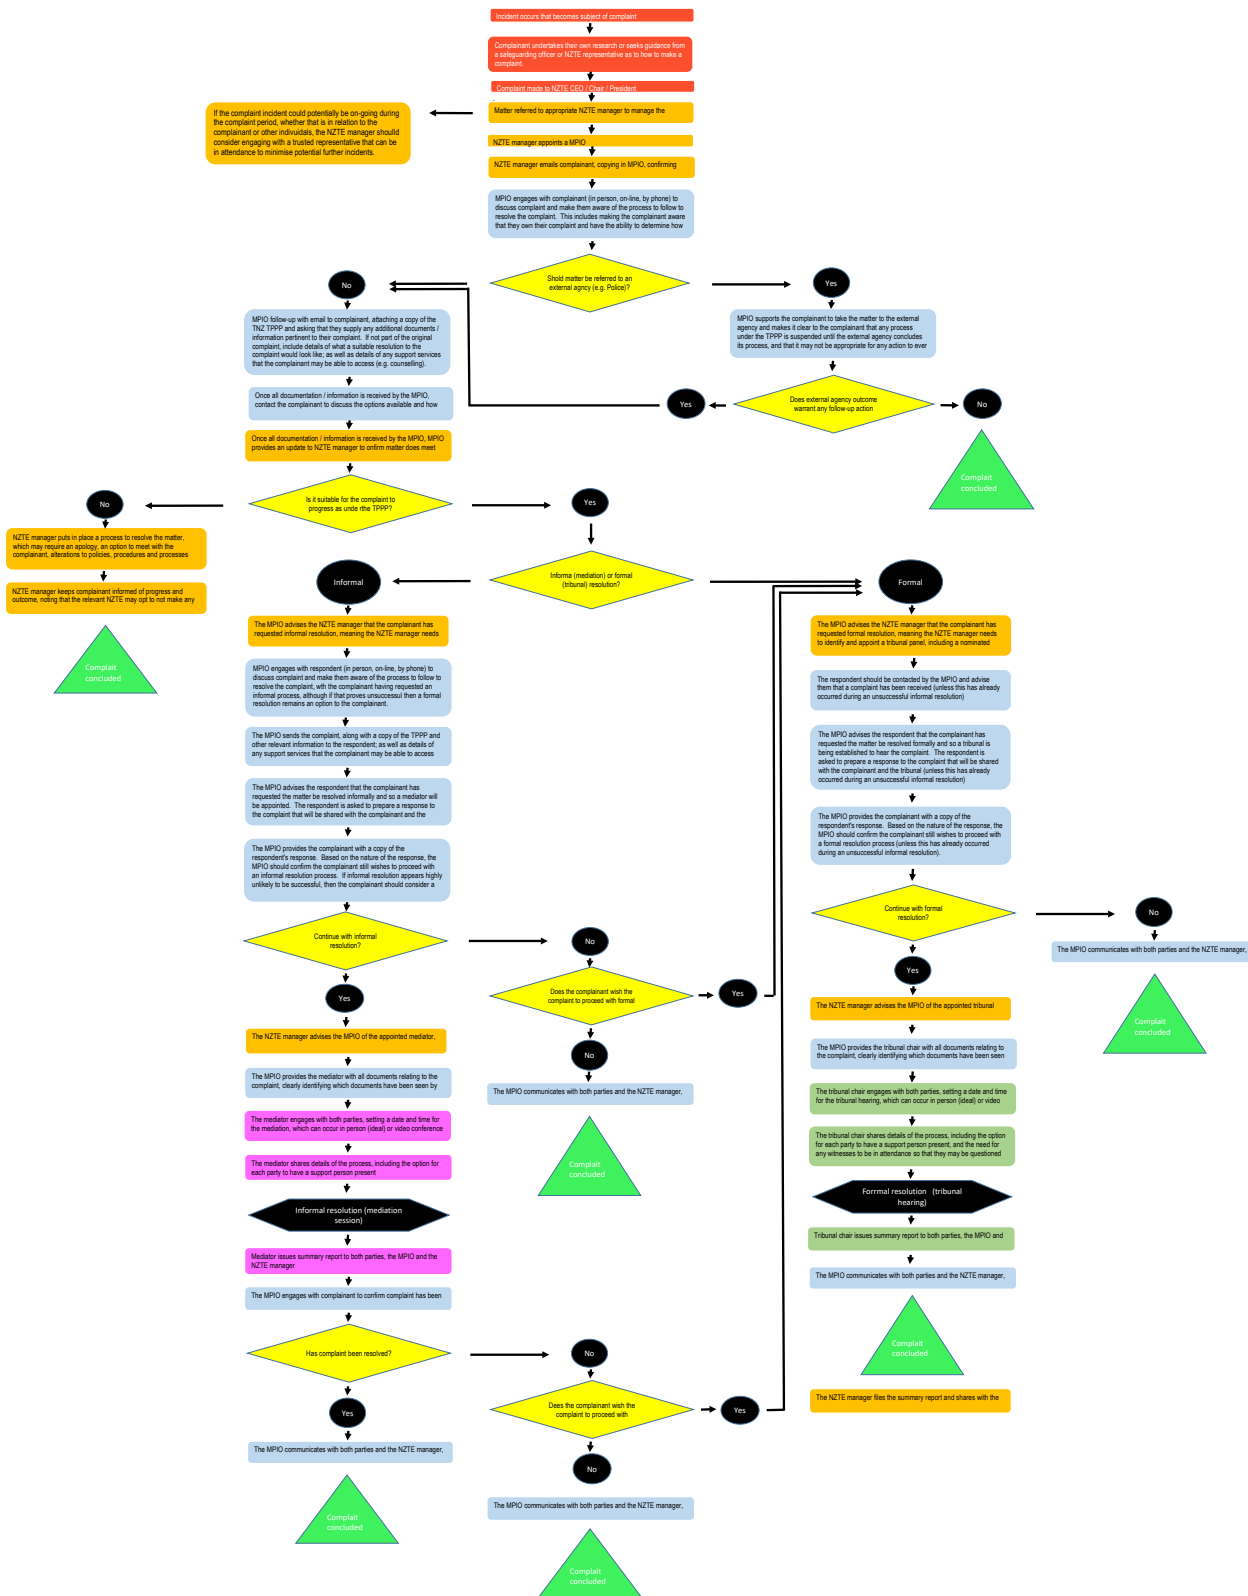 Incident occurs that becomes subject of complaint
Complainant undertakes their own research or seeks guidance from
a safeguarding officer or NZTE representative as to how to make a
complaint.
Complaint made to NZTE CEO / Chair / President
If the complaint incident could potentially be on-going during
the complaint period, whether that is in relation to the
complainant or other indivuidals, the NZTE manager should
consider engaging with a trusted representative that can be
in attendance to minimise potential further incidents.
Matter referred to appropriate NZTE manager to manage the
NZTE manager appoints a MPIO
NZTE manager emails complainant, copying in MPIO, confirming
MPIO engages with complainant (in person, on-line, by phone) to
discuss complaint and make them aware of the process to follow to
resolve the complaint. This includes making the complainant aware
that they own their complaint and have the ability to determine how
Shold matter be referred to an
external agncy (e.g. Police)?
No
Yes
MPIO follow-up with email to complainant, attaching a copy of the
TNZ TPPP and asking that they supply any additional documents /
information pertinent to their complaint. If not part of the original
complaint, include details of what a suitable resolution to the
complaint would look like; as well as details of any support services
that the complainant may be able to access (e.g. counselling).
MPIO supports the complainant to take the matter to the external
agency and makes it clear to the complainant that any process
under the TPPP is suspended until the external agency concludes
its process, and that it may not be appropriate for any action to ever
Once all documentation / information is received by the MPIO,
contact the complainant to discuss the options available and how
Yes
Does external agency outcome
warrant any follow-up action
No
Complait
concluded
Once all documentation / information is received by the MPIO, MPIO
provides an update to NZTE manager to onfirm matter does meet
Is it suitable for the complaint to
progress as unde rthe TPPP?
No
Yes
NZTE manager puts in place a process to resolve the matter,
which may require an apology, an option to meet with the
complainant, alterations to policies, procedures and processes
NZTE manager keeps complainant informed of progress and
outcome, noting that the relevant NZTE may opt to not make any
Complait
concluded
Informa (mediation) or formal
(tribunal) resolution?
Informal
Formal
The MPIO advises the NZTE manager that the complainant has
requested informal resolution, meaning the NZTE manager needs
MPIO engages with respondent (in person, on-line, by phone) to
discuss complaint and make them aware of the process to follow to
resolve the complaint, wth the complainant having requested an
informal process, although if that proves unsuccesful then a formal
resolution remains an option to the complainant.
The MPIO sends the complaint, along with a copy of the TPPP and
other relevant information to the respondent; as well as details of
any support services that the complainant may be able to access
The MPIO advises the respondent that the complainant has
requested the matter be resolved informally and so a mediator will
be appointed. The respondent is asked to prepare a response to
the complaint that will be shared with the complainant and the
The MPIO provides the complainant with a copy of the
respondent's response. Based on the nature of the response, the
MPIO should confirm the complainant still wishes to proceed with
an informal resolution process. If informal resolution appears highly
unlikely to be successful, then the complainant should consider a
Continue with informal
resolution?
No
Yes
Does the complainant wish the
complaint to proceed with formal
Yes
No
The MPIO communicates with both parties and the NZTE manager,
Complait
concluded
The NZTE manager advises the MPIO of the appointed mediator,
The MPIO provides the mediator with all documents relating to the
complaint, clearly identifying which documents have been seen by
The mediator engages with both parties, setting a date and time for
the mediation, which can occur in person (ideal) or video conference
The mediator shares details of the process, including the option for
each party to have a support person present
Informal resolution (mediation
session)
Mediator issues summary report to both parties, the MPIO and the
NZTE manager
The MPIO engages with complainant to confirm complaint has been
Has complaint been resolved?
No
Yes
The MPIO communicates with both parties and the NZTE manager,
Complait
concluded
Dees the complainant wish the
complaint to proceed with
Yes
No
The MPIO communicates with both parties and the NZTE manager,
Complait
concluded
The MPIO advises the NZTE manager that the complainant has
requested formal resolution, meaning the NZTE manager needs
to identify and appoint a tribunal panel, including a nominated
The respondent should be contacted by the MPIO and advise
them that a complaint has been received (unless this has already
occurred during an unsuccessful informal resolution)
The MPIO advises the respondent that the complainant has
requested the matter be resolved formally and so a tribunal is
being established to hear the complaint. The respondent is
asked to prepare a response to the complaint that will be shared
with the complainant and the tribunal (unless this has already
occurred during an unsuccessful informal resolution)
The MPIO provides the complainant with a copy of the
respondent's response. Based on the nature of the response, the
MPIO should confirm the complainant still wishes to proceed with
a formal resolution process (unless this has already occurred
during an unsuccessful informal resolution).
Continue with formal
resolution?
No
The MPIO communicates with both parties and the NZTE manager,
Complait
concluded
Yes
The NZTE manager advises the MPIO of the appointed tribunal
The MPIO provides the tribunal chair with all documents relating to
the complaint, clearly identifying which documents have been seen
The tribunal chair engages with both parties, setting a date and time
for the tribunal hearing, which can occur in person (ideal) or video
The tribunal chair shares details of the process, including the option
for each party to have a support person present, and the need for
any witnesses to be in attendance so that they may be questioned
Forrmal resolution (tribunal
hearing)
Tribunal chair issues summary report to both parties, the MPIO and
The MPIO communicates with both parties and the NZTE manager,
Complait
concluded
The NZTE manager files the summary report and shares with the